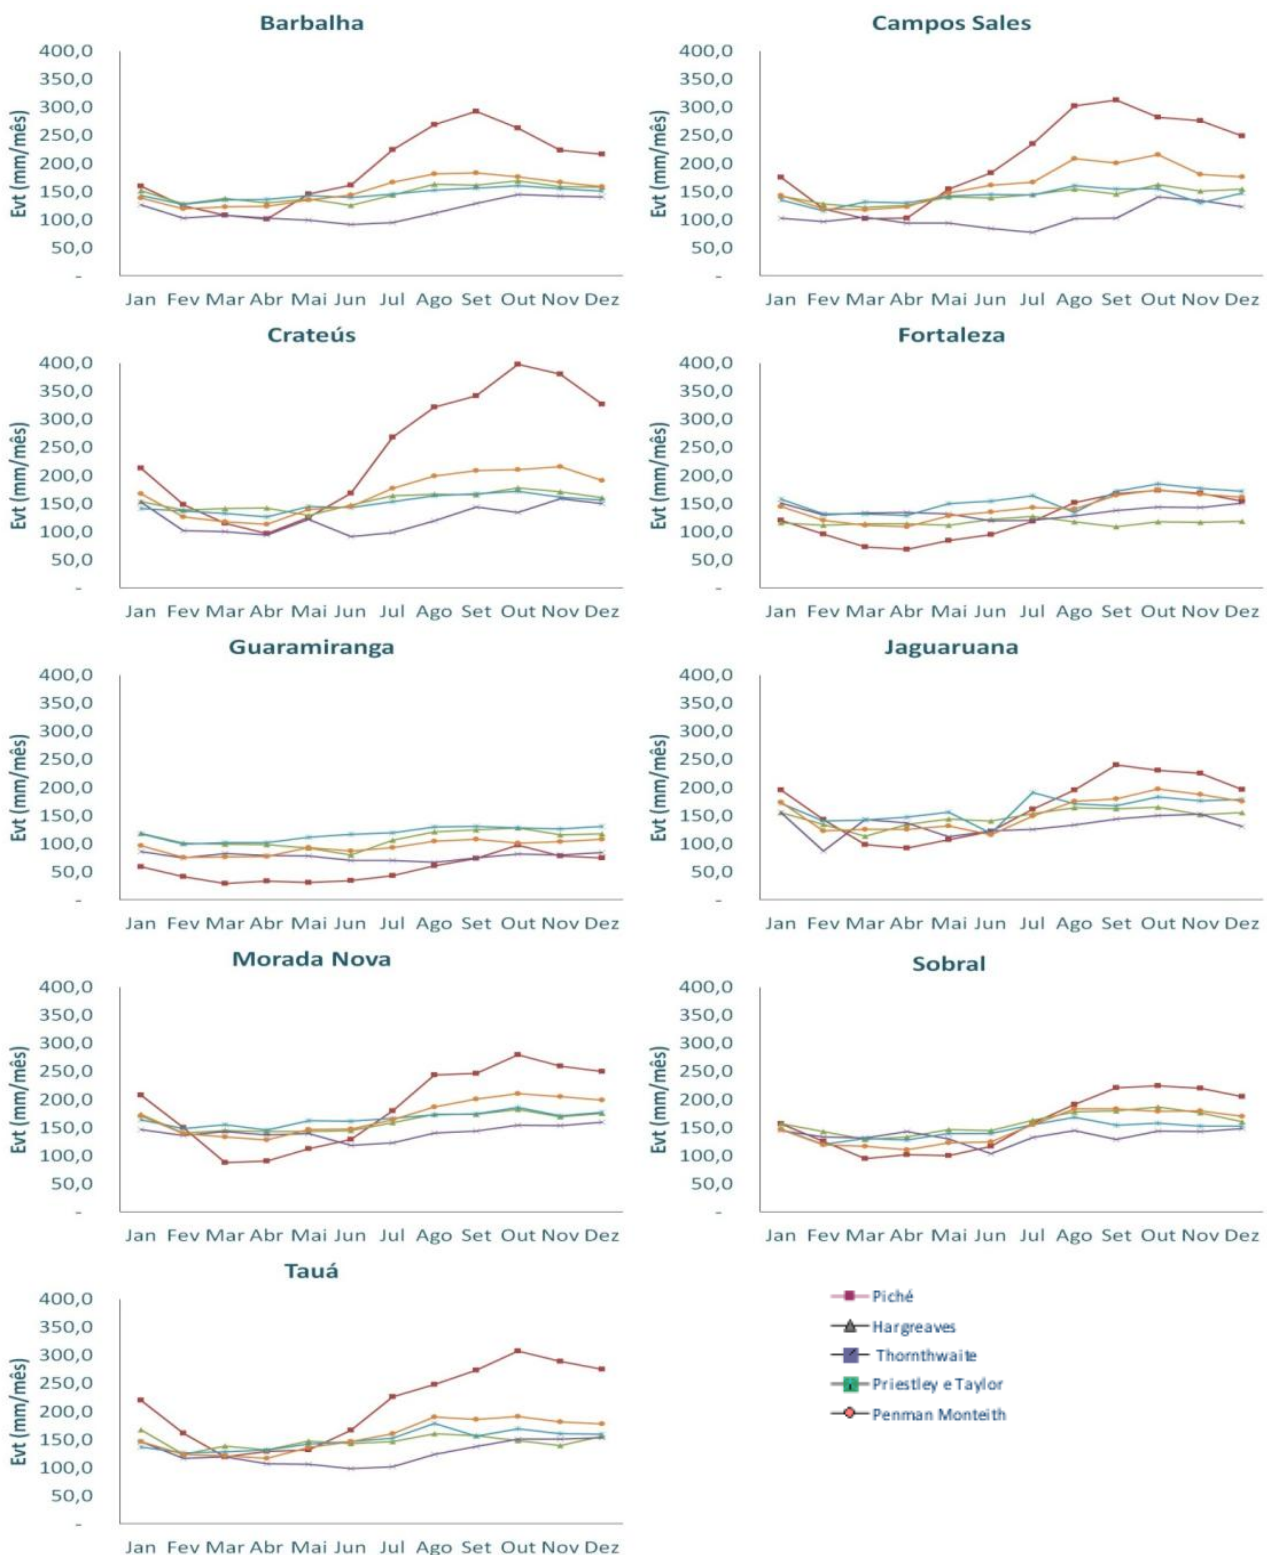 Barbalha
Evt (mm/mês)
400,0
350,0
300,0
250,0
200,0
150,0
100,0
50,0
-
Jan Fev Mar Abr Mai Jun Jul Ago Set Out Nov Dez
Campos Sales
Evt (mm/mês)
400,0
350,0
300,0
250,0
200,0
150,0
100,0
50,0
-
Jan Fev Mar Abr Mai Jun Jul Ago Set Out Nov Dez
Crateús
Evt (mm/mês)
400,0
350,0
300,0
250,0
200,0
150,0
100,0
50,0
-
Jan Fev Mar Abr Mai Jun Jul Ago Set Out Nov Dez
Fortaleza
Evt (mm/mês)
400,0
350,0
300,0
250,0
200,0
150,0
100,0
50,0
-
Jan Fev Mar Abr Mai Jun Jul Ago Set Out Nov Dez
Guaramiranga
Evt (mm/mês)
400,0
350,0
300,0
250,0
200,0
150,0
100,0
50,0
-
Jan Fev Mar Abr Mai Jun Jul Ago Set Out Nov Dez
Jaguaruana
Evt (mm/mês)
400,0
350,0
300,0
250,0
200,0
150,0
100,0
50,0
-
Jan Fev Mar Abr Mai Jun Jul Ago Set Out Nov Dez
Morada Nova
Evt (mm/mês)
400,0
350,0
300,0
250,0
200,0
150,0
100,0
50,0
-
Jan Fev Mar Abr Mai Jun Jul Ago Set Out Nov Dez
Sobral
Evt (mm/mês)
400,0
350,0
300,0
250,0
200,0
150,0
100,0
50,0
-
Jan Fev Mar Abr Mai Jun Jul Ago Set Out Nov Dez
Tauá
Evt (mm/mês)
400,0
350,0
300,0
250,0
200,0
150,0
100,0
50,0
-
Jan Fev Mar Abr Mai Jun Jul Ago Set Out Nov Dez
Piché
Hargreaves
Thornthwaite
Priestley e Taylor
Penman Monteith